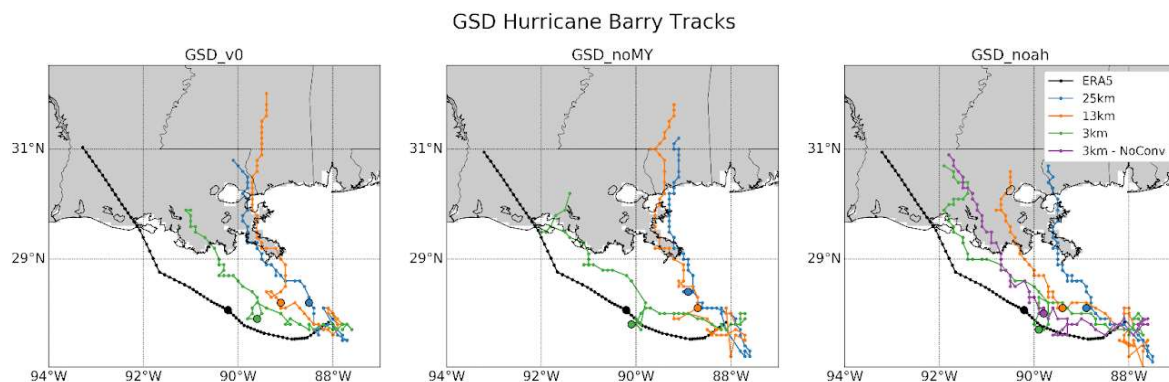 GSD Hurricane Barry Tracks
GSD_v0
GSD_noMY
GSD_noah
ERA5
25km
13km
3km
3km - NoConv
31°N
29°N
94°W
92°W
90°W
88°W
31°N
29°N
94°W
92°W
90°W
88°W
31°N
29°N
94°W
92°W
90°W
88°W